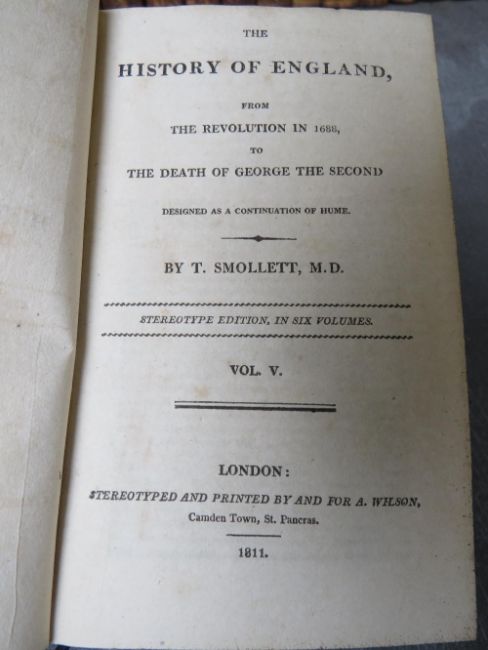 THE
HISTORY OF ENGLAND,
FROM
THE REVOLUTION IN 1688,
TO
THE DEATH OF GEORGE THE SECOND
DESIGNED AS A CONTINUATION OF HUME.
BY T. SMOLLETT, M.D.
STEREOTYPE EDITION, IN SIX VOLUMES.
VOL. V.
LONDON:
STEREOTYPED AND PRINTED BY AND FOR A. WILSON,
Camden Town, St. Pancras.
1811.